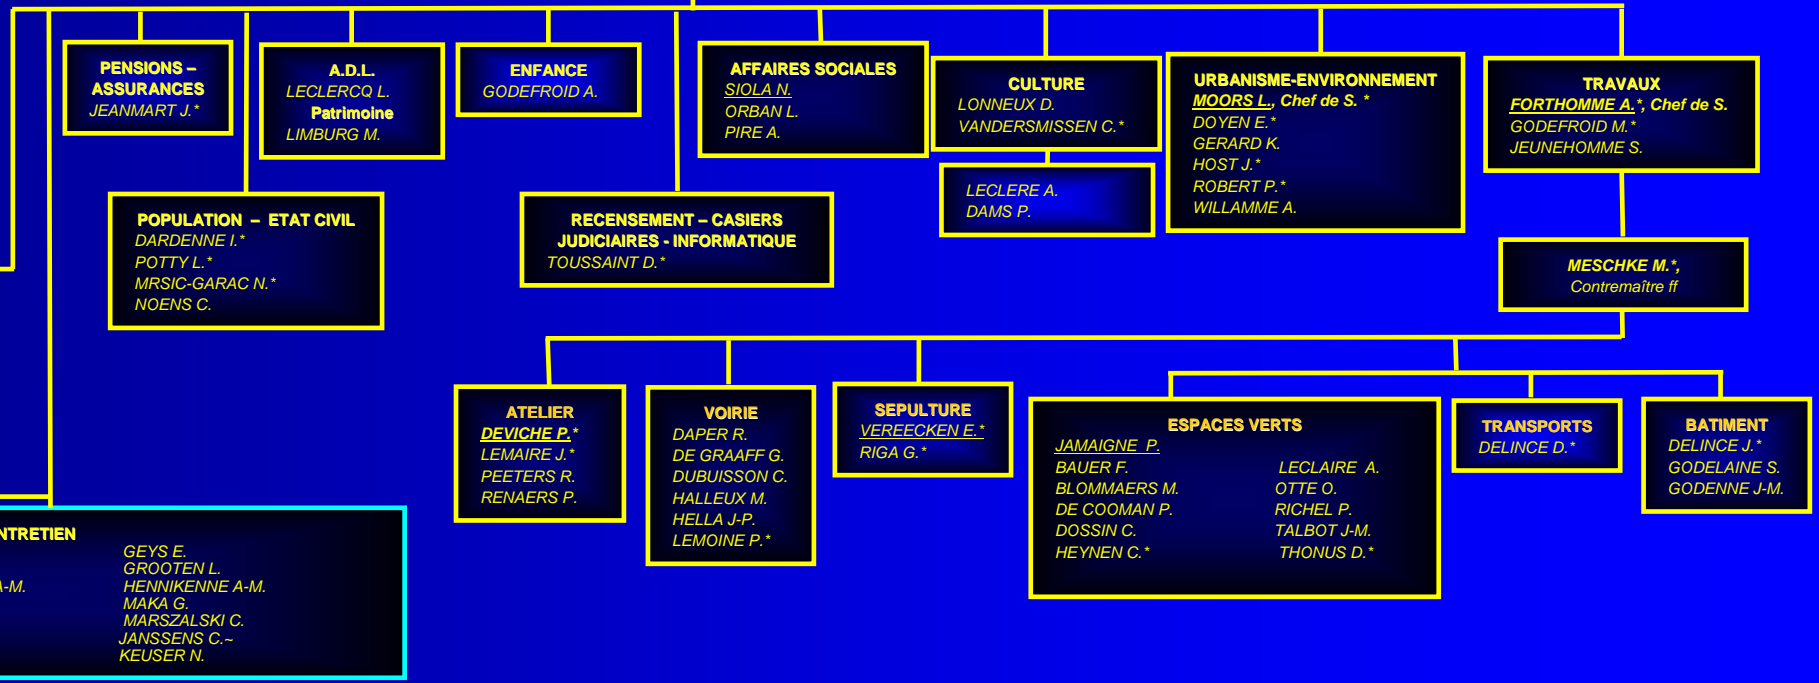 PENSIONS –
ASSURANCES
JEANMART J.*
A.D.L.
LECLERCQ L.
Patrimoine
LIMBURG M.
ENFANCE
GODEFROID A.
AFFAIRES SOCIALES
SIOLA N.
ORBAN L.
PIRE A.
CULTURE
LONNEUX D.
VANDERSMISSEN C.*
LECLERE A.
DAMS P.
URBANISME-ENVIRONNEMENT
MOORS L., Chef de S. *
DOYEN E.*
GERARD K.
HOST J.*
ROBERT P.*
WILLAMME A.
TRAVAUX
FORTHOMME A.*, Chef de S.
GODEFROID M.*
JEUNEHOMME S.
POPULATION – ETAT CIVIL
DARDENNE I.*
POTTY L.*
MRSIC-GARAC N.*
NOENS C.
RECENSEMENT – CASIERS
JUDICIAIRES - INFORMATIQUE
TOUSSAINT D.*
MESCHKE M.*,
Contremaître ff
ATELIER
DEVICHE P.*
LEMAIRE J.*
PEETERS R.
RENAERS P.
VOIRIE
DAPER R.
DE GRAAFF G.
DUBUISSON C.
HALLEUX M.
HELLA J-P.
LEMOINE P.*
SEPULTURE
VEREECKEN E.*
RIGA G.*
ESPACES VERTS
JAMAIGNE P.
BAUER F.
BLOMMAERS M.
DE COOMAN P.
DOSSIN C.
HEYNEN C.*
LECLAIRE A.
OTTE O.
RICHEL P.
TALBOT J-M.
THONUS D.*
TRANSPORTS
DELINCE D.*
BATIMENT
DELINCE J.*
GODELAINE S.
GODENNE J-M.
NTRETIEN
A-M.
GEYS E.
GROOTEN L.
HENNIKENNE A-M.
MAKA G.
MARSZALSKI C.
JANSSENS C.~
KEUSER N.